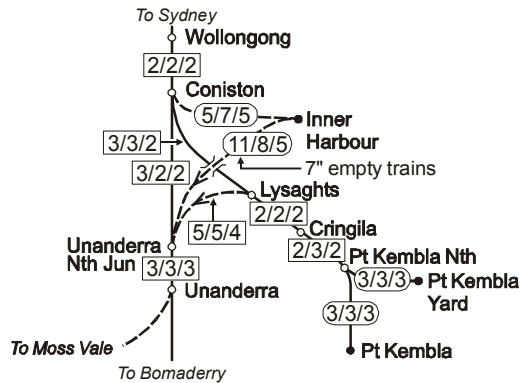 To Sydney
Wollongong
2/2/2
Coniston
5/7/5
Inner
Harbour
3/3/2
11/8/5
7" empty trains
3/2/2
Lysaghts
2/2/2
5/5/4
Cringila
Unanderra
Nth Jun
2/3/2
Pt Kembla Nth
3/3/3
3/3/3
Pt Kembla
Yard
Unanderra
3/3/3
To Moss Vale
Pt Kembla
To Bomaderry